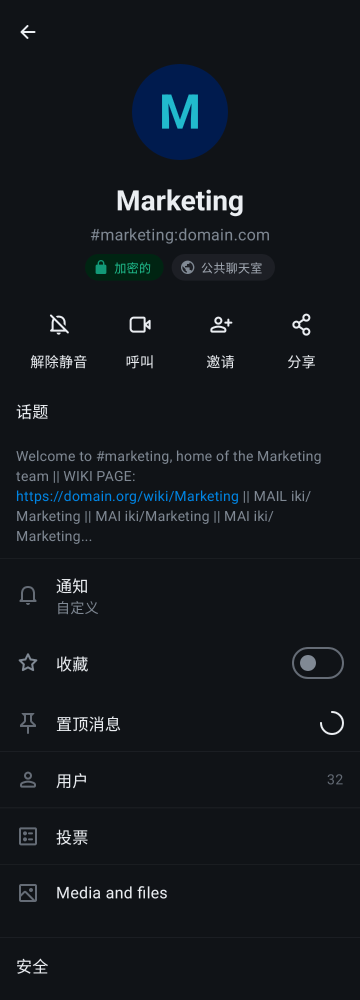 M
Marketing
#marketing:domain.com
加密的
公共聊天室
解除静音
呼叫
邀请
分享
话题
Welcome to #marketing, home of the Marketing
team || WIKI PAGE:
https://domain.org/wiki/Marketing || MAIL iki/
Marketing || MAI iki/Marketing || MAI iki/
Marketing...
通知
自定义
收藏
置顶消息
用户
32
投票
Media and files
安全